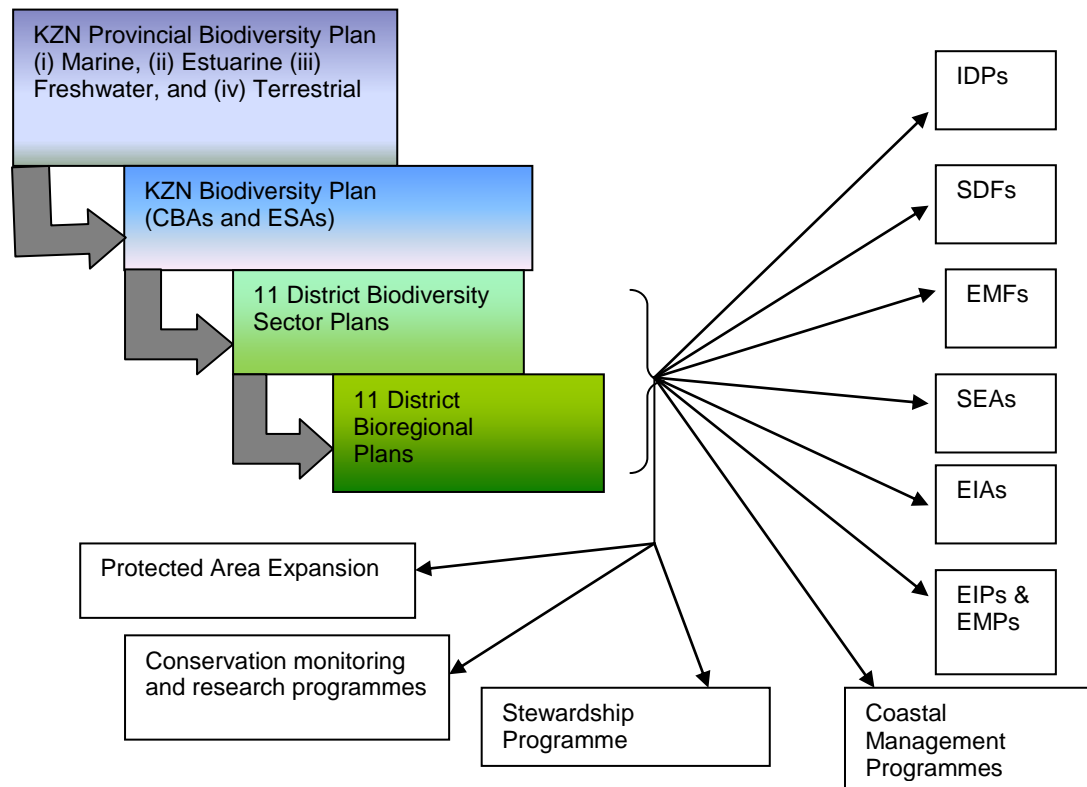 KZN Provincial Biodiversity Plan
(i) Marine, (ii) Estuarine (iii)
Freshwater, and (iv) Terrestrial
KZN Biodiversity Plan
(CBAs and ESAs)
11 District Biodiversity
Sector Plans
11 District
Bioregional
Plans
IDPs
SDFs
EMFs
SEAs
EIAs
EIPs &
EMPs
Protected Area Expansion
Conservation monitoring
and research programmes
Stewardship
Programme
Coastal
Management
Programmes